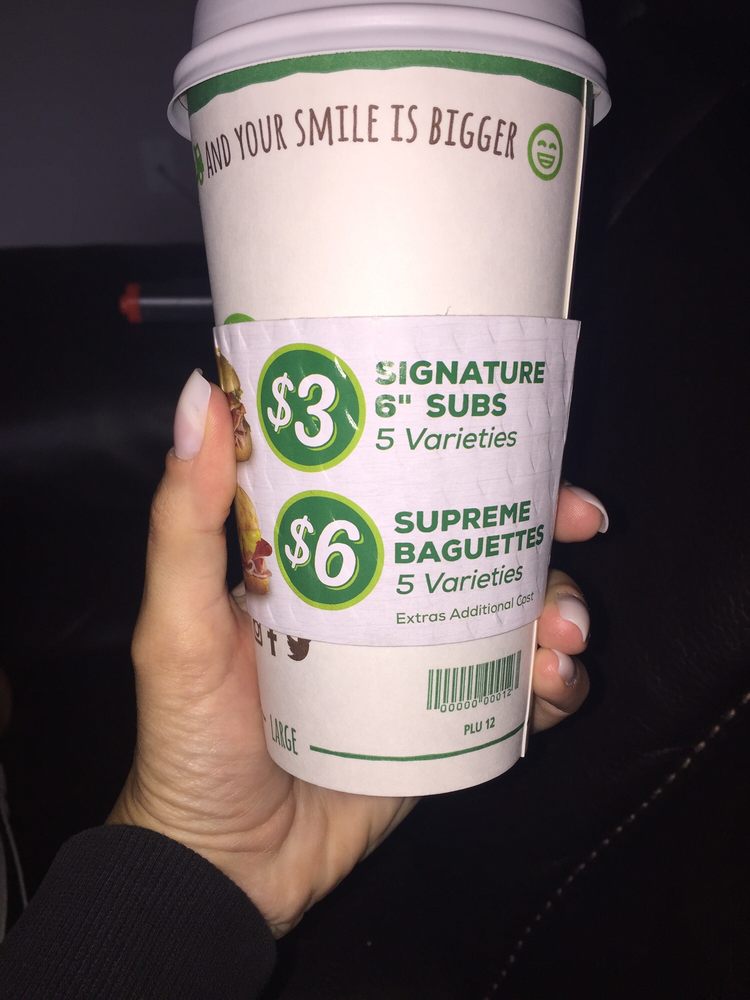 AND YOUR SMILE IS BIGGER
$3
SIGNATURE
6" SUBS
5 Varieties
$6
SUPREME
BAGUETTES
5 Varieties
Extras Additional Cost
00000 00012
PLU 12
LARGE